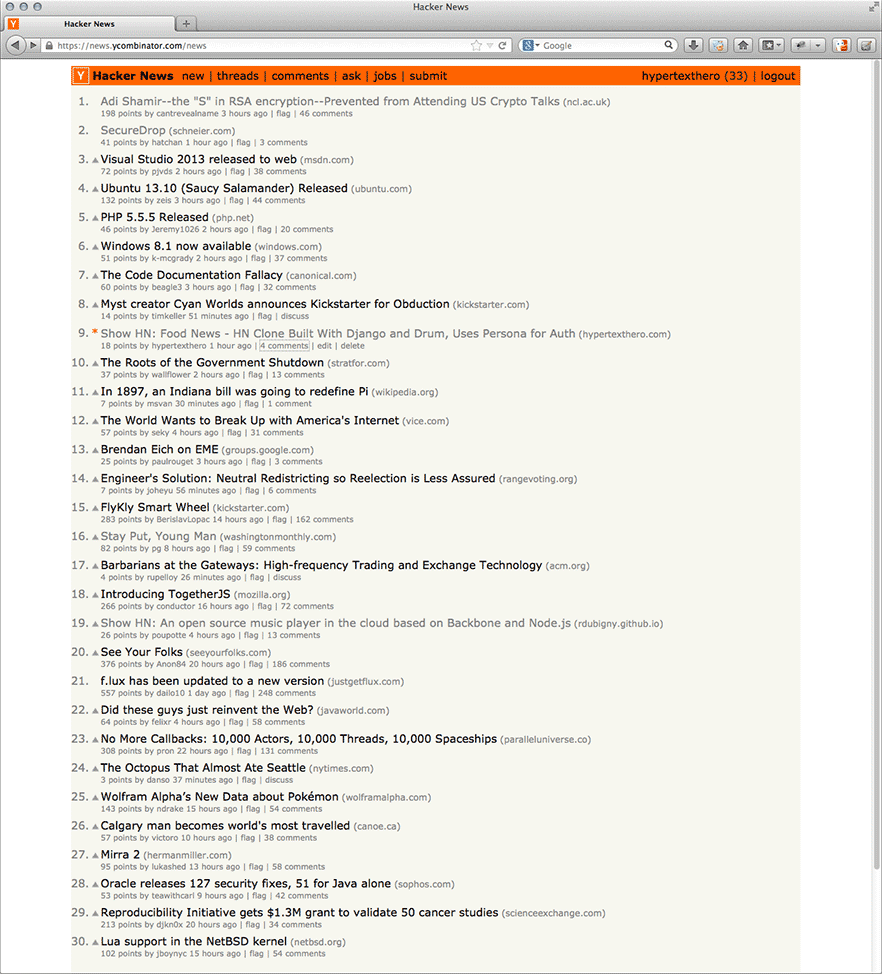 Hacker News
Hacker News
https://news.ycombinator.com/news
Google
Y Hacker News new | threads | comments | ask | jobs | submit hypertexthero (33) | logout
1. Adi Shamir--the "S" in RSA encryption--Prevented from Attending US Crypto Talks (ncl.ac.uk)
198 points by cantrevealname 3 hours ago | flag | 46 comments
2. SecureDrop (schneier.com)
41 points by hatchan 1 hour ago | flag | 3 comments
3. Visual Studio 2013 released to web (msdn.com)
72 points by pjvds 2 hours ago | flag | 38 comments
4. Ubuntu 13.10 (Saucy Salamander) Released (ubuntu.com)
132 points by zeis 3 hours ago | flag | 44 comments
5. PHP 5.5.5 Released (php.net)
46 points by Jeremy1026 2 hours ago | flag | 20 comments
6. Windows 8.1 now available (windows.com)
51 points by k-mcgrady 2 hours ago | flag | 37 comments
7. The Code Documentation Fallacy (canonical.com)
60 points by beagle3 3 hours ago | flag | 32 comments
8. Myst creator Cyan Worlds announces Kickstarter for Obduction (kickstarter.com)
14 points by timkeller 51 minutes ago | flag | discuss
9. * Show HN: Food News - HN Clone Built With Django and Drum, Uses Persona for Auth (hypertexthero.com)
18 points by hypertexthero 1 hour ago | 4 comments | edit | delete
10. The Roots of the Government Shutdown (stratfor.com)
37 points by wallflower 2 hours ago | flag | 13 comments
11. In 1897, an Indiana bill was going to redefine Pi (wikipedia.org)
7 points by msvan 30 minutes ago | flag | 1 comment
12. The World Wants to Break Up with America's Internet (vice.com)
57 points by seky 4 hours ago | flag | 31 comments
13. Brendan Eich on EME (groups.google.com)
25 points by paulrouget 3 hours ago | flag | 3 comments
14. Engineer's Solution: Neutral Redistricting so Reelection is Less Assured (rangevoting.org)
7 points by joheyu 56 minutes ago | flag | 6 comments
15. FlyKly Smart Wheel (kickstarter.com)
283 points by BerislavLopac 14 hours ago | flag | 162 comments
16. Stay Put, Young Man (washingtonmonthly.com)
82 points by pg 8 hours ago | flag | 59 comments
17. Barbarians at the Gateways: High-frequency Trading and Exchange Technology (acm.org)
4 points by rupelloy 26 minutes ago | flag | discuss
18. Introducing TogetherJS (mozilla.org)
266 points by conductor 16 hours ago | flag | 72 comments
19. Show HN: An open source music player in the cloud based on Backbone and Node.js (rdubigny.github.io)
26 points by poupotte 4 hours ago | flag | 13 comments
20. See Your Folks (seeyourfolks.com)
376 points by Anon84 20 hours ago | flag | 186 comments
21. f.lux has been updated to a new version (justgetflux.com)
557 points by dailo10 1 day ago | flag | 248 comments
22. Did these guys just reinvent the Web? (javaworld.com)
64 points by felixr 4 hours ago | flag | 58 comments
23. No More Callbacks: 10,000 Actors, 10,000 Threads, 10,000 Spaceships (paralleluniverse.co)
308 points by pron 22 hours ago | flag | 131 comments
24. The Octopus That Almost Ate Seattle (nytimes.com)
3 points by danso 37 minutes ago | flag | discuss
25. Wolfram Alpha’s New Data about Pokémon (wolframalpha.com)
143 points by ndrake 15 hours ago | flag | 54 comments
26. Calgary man becomes world's most travelled (canoe.ca)
57 points by victoro 10 hours ago | flag | 38 comments
27. Mirra 2 (hermanmiller.com)
95 points by lukashed 13 hours ago | flag | 58 comments
28. Oracle releases 127 security fixes, 51 for Java alone (sophos.com)
53 points by teawithcarl 9 hours ago | flag | 42 comments
29. Reproducibility Initiative gets $1.3M grant to validate 50 cancer studies (scienceexchange.com)
213 points by djkn0x 20 hours ago | flag | 34 comments
30. Lua support in the NetBSD kernel (netbsd.org)
102 points by jboynyc 15 hours ago | flag | 54 comments